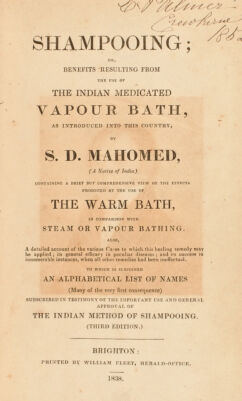 C Palmer
Crewkerne
SHAMPOOING;
OR,
BENEFITS RESULTING FROM
THE USE OF
THE INDIAN MEDICATED
VAPOUR BATH,
AS INTRODUCED INTO THIS COUNTRY,
BY
S. D. MAHOMED,
(A Native of India)
CONTAINING A BRIEF BUT COMPREHENSIVE VIEW OF THE EFFECTS
PRODUCED BY THE USE OF
THE WARM BATH,
IN COMPARISON WITH
STEAM OR VAPOUR BATHING.
ALSO,
A detailed account of the various Cases to which this healing remedy may
be applied; its general efficacy in peculiar diseases; and its success in
innumerable instances, when all other remedies had been ineffectual.
TO WHICH IS SUBJOINED
AN ALPHABETICAL LIST OF NAMES
(Many of the very first consequence)
SUBSCRIBED IN TESTIMONY OF THE IMPORTANT USE AND GENERAL
APPROVAL OF
THE INDIAN METHOD OF SHAMPOOING.
(THIRD EDITION.)
BRIGHTON:
PRINTED BY WILLIAM FLEET, HERALD-OFFICE.
1838.